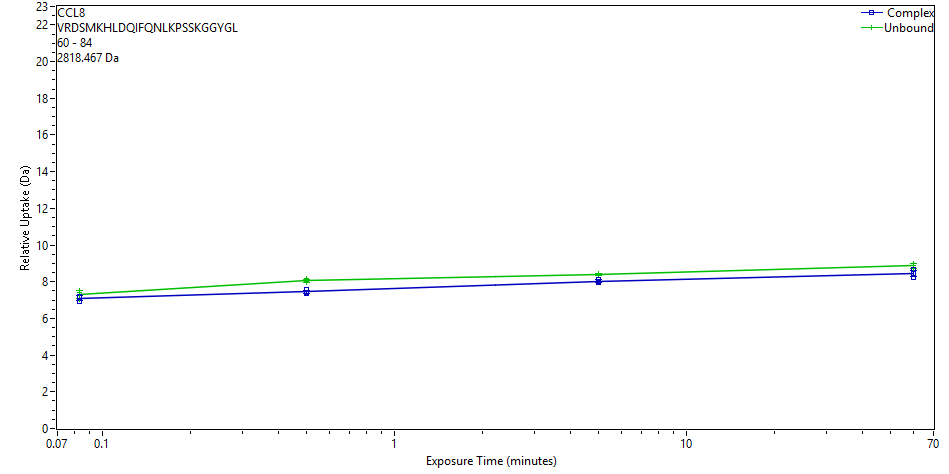 CCL8
VRDSMKHLDQIFQNLKPSSKGGYGL
60 - 84
2818.467 Da
Complex
Unbound
Relative Uptake (Da)
23
22
20
18
16
14
12
10
8
6
4
2
0
0.07 0.1 1 10 70
Exposure Time (minutes)